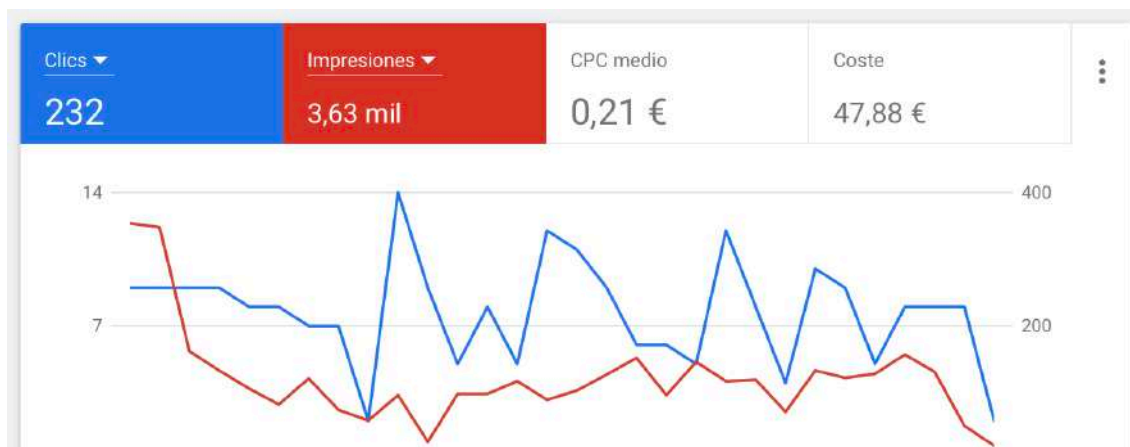 Clics Impresiones CPC medio Coste
232 3,63 mil 0,21 € 47,88 €
14 400
7 200